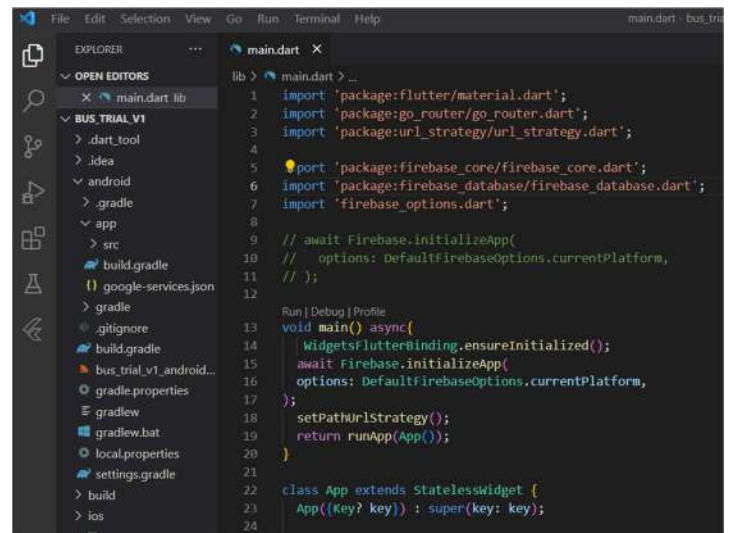 File Edit Selection View Go Run Terminal Help main.dart - bus_tria
EXPLORER ...
OPEN EDITORS
main.dart lib
BUS_TRIAL_V1
.dart_tool
.idea
android
.gradle
app
src
build.gradle
{} google-services.json
gradle
.gitignore
build.gradle
bus_trial_v1_android...
gradle.properties
gradlew
gradlew.bat
local.properties
settings.gradle
build
ios
main.dart
lib > main.dart > ...
1 import 'package:flutter/material.dart';
2 import 'package:go_router/go_router.dart';
3 import 'package:url_strategy/url_strategy.dart';
4
5 port 'package:firebase_core/firebase_core.dart';
6 import 'package:firebase_database/firebase_database.dart';
7 import 'firebase_options.dart';
8
9 // await Firebase.initializeApp(
10 // options: DefaultFirebaseOptions.currentPlatform,
11 // );
12
Run | Debug | Profile
13 void main() async{
14 WidgetsFlutterBinding.ensureInitialized();
15 await Firebase.initializeApp(
16 options: DefaultFirebaseOptions.currentPlatform,
17 );
18 setPathUrlStrategy();
19 return runApp(App());
20 }
21
22 class App extends StatelessWidget {
23 App({Key? key}) : super(key: key);
24